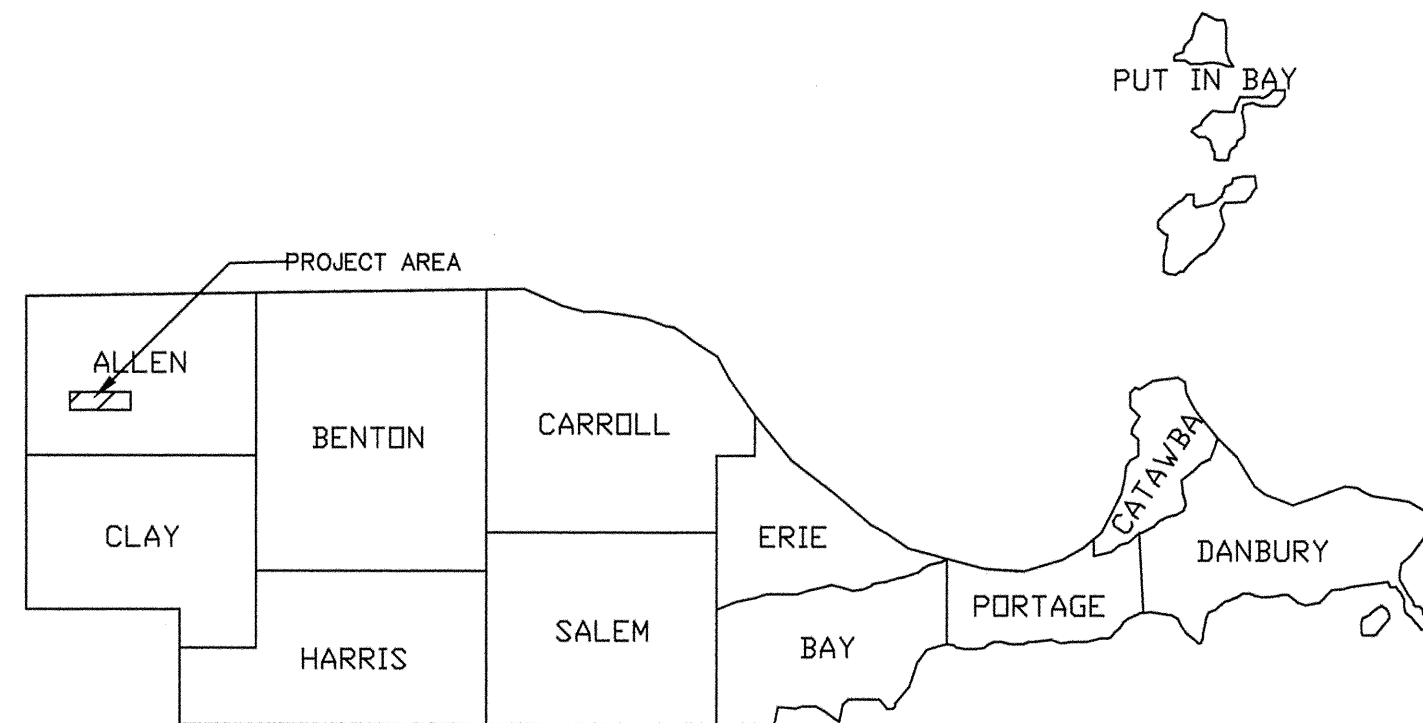 PUT IN BAY
PROJECT AREA
ALLEN
BENTON
CARROLL
CATAWBA
CLAY
ERIE
DANBURY
PORTAGE
SALEM
BAY
HARRIS